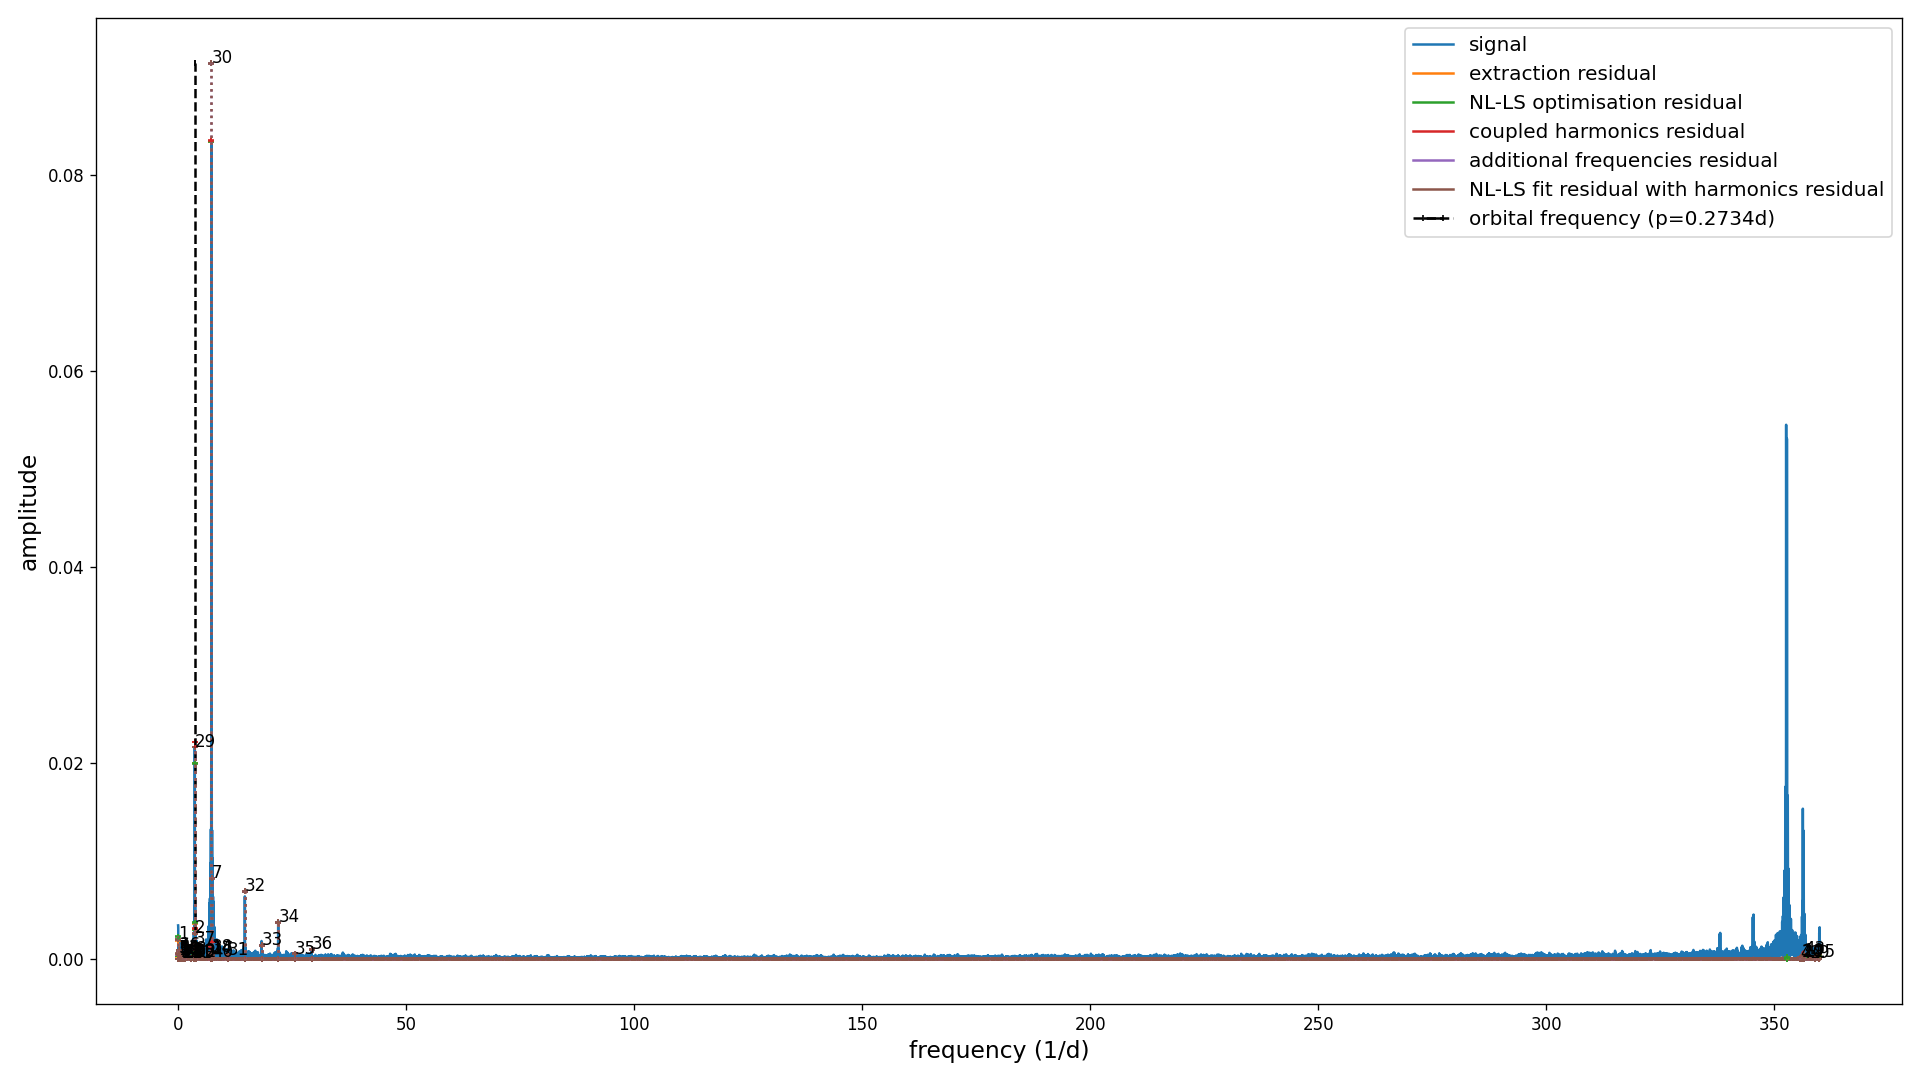 signal
extraction residual
NL-LS optimisation residual
coupled harmonics residual
additional frequencies residual
NL-LS fit residual with harmonics residual
orbital frequency (p=0.2734d)
amplitude
0.08
0.06
0.04
0.02
0.00
30
29
7
32
34
33
35
36
31
37
0
50
100
150
200
250
300
350
frequency (1/d)